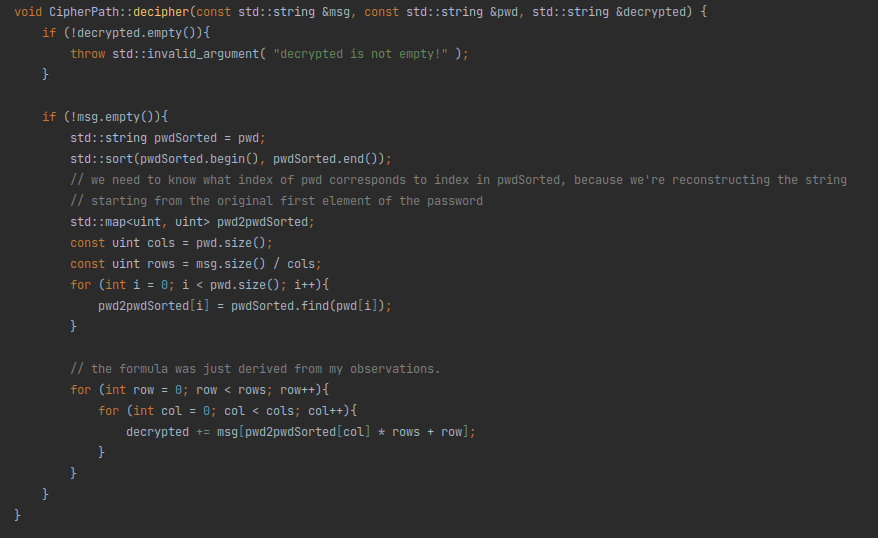 void CipherPath::decipher(const std::string &msg, const std::string &pwd, std::string &decrypted) {
    if (!decrypted.empty()){
        throw std::invalid_argument( "decrypted is not empty!" );
    }

    if (!msg.empty()){
        std::string pwdSorted = pwd;
        std::sort(pwdSorted.begin(), pwdSorted.end());
        // we need to know what index of pwd corresponds to index in pwdSorted, because we're reconstructing the string
        // starting from the original first element of the password
        std::map<uint, uint> pwd2pwdSorted;
        const uint cols = pwd.size();
        const uint rows = msg.size() / cols;
        for (int i = 0; i < pwd.size(); i++){
            pwd2pwdSorted[i] = pwdSorted.find(pwd[i]);
        }

        // the formula was just derived from my observations.
        for (int row = 0; row < rows; row++){
            for (int col = 0; col < cols; col++){
                decrypted += msg[pwd2pwdSorted[col] * rows + row];
            }
        }
    }
}